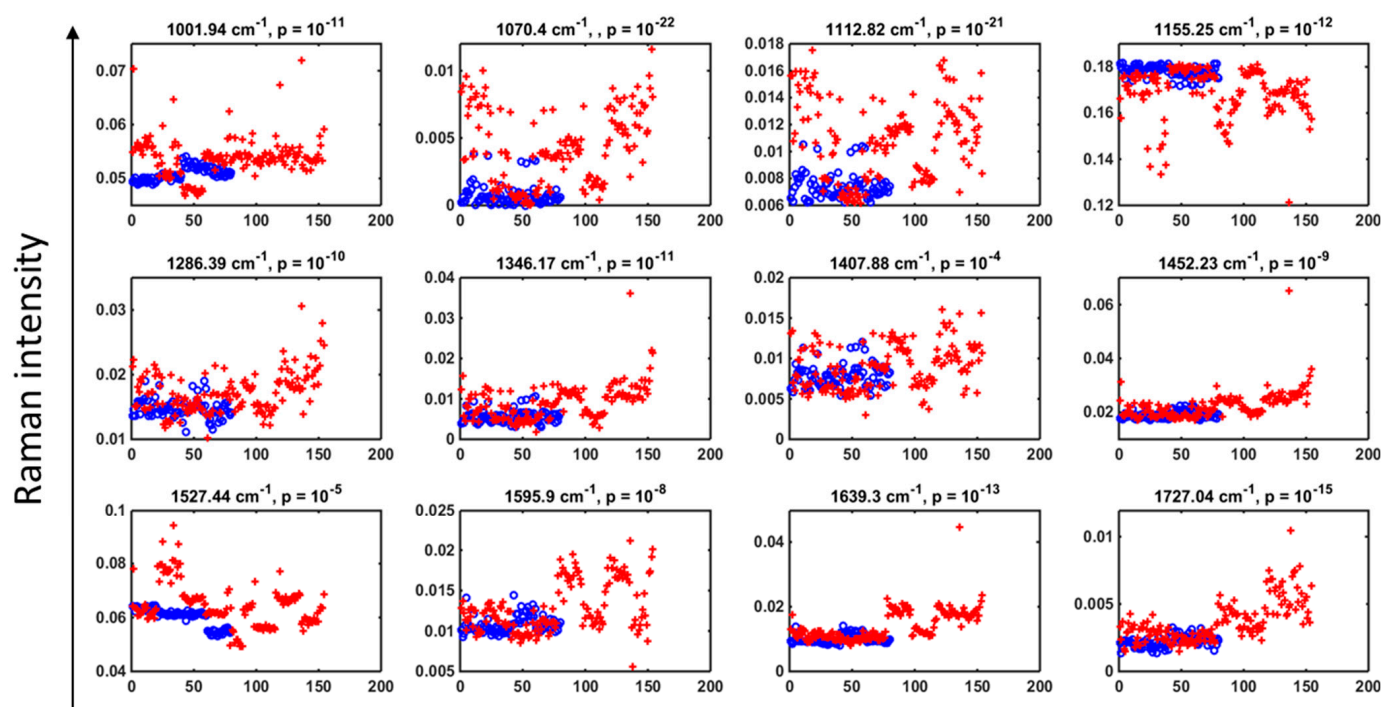 Raman intensity
1001.94 cm⁻¹, p = 10⁻¹¹
0.07
0.06
0.05
0 50 100 150 200
1070.4 cm⁻¹, , p = 10⁻²²
0.01
0.005
0
0 50 100 150 200
1112.82 cm⁻¹, p = 10⁻²¹
0.018
0.016
0.014
0.012
0.01
0.008
0.006
0 50 100 150 200
1155.25 cm⁻¹, p = 10⁻¹²
0.18
0.16
0.14
0.12
0 50 100 150 200
1286.39 cm⁻¹, p = 10⁻¹⁰
0.03
0.02
0.01
0 50 100 150 200
1346.17 cm⁻¹, p = 10⁻¹¹
0.04
0.03
0.02
0.01
0
0 50 100 150 200
1407.88 cm⁻¹, p = 10⁻⁴
0.02
0.015
0.01
0.005
0
0 50 100 150 200
1452.23 cm⁻¹, p = 10⁻⁹
0.06
0.04
0.02
0 50 100 150 200
1527.44 cm⁻¹, p = 10⁻⁵
0.1
0.08
0.06
0.04
0 50 100 150 200
1595.9 cm⁻¹, p = 10⁻⁸
0.025
0.02
0.015
0.01
0.005
0 50 100 150 200
1639.3 cm⁻¹, p = 10⁻¹³
0.04
0.02
0
0 50 100 150 200
1727.04 cm⁻¹, p = 10⁻¹⁵
0.01
0.005
0
0 50 100 150 200